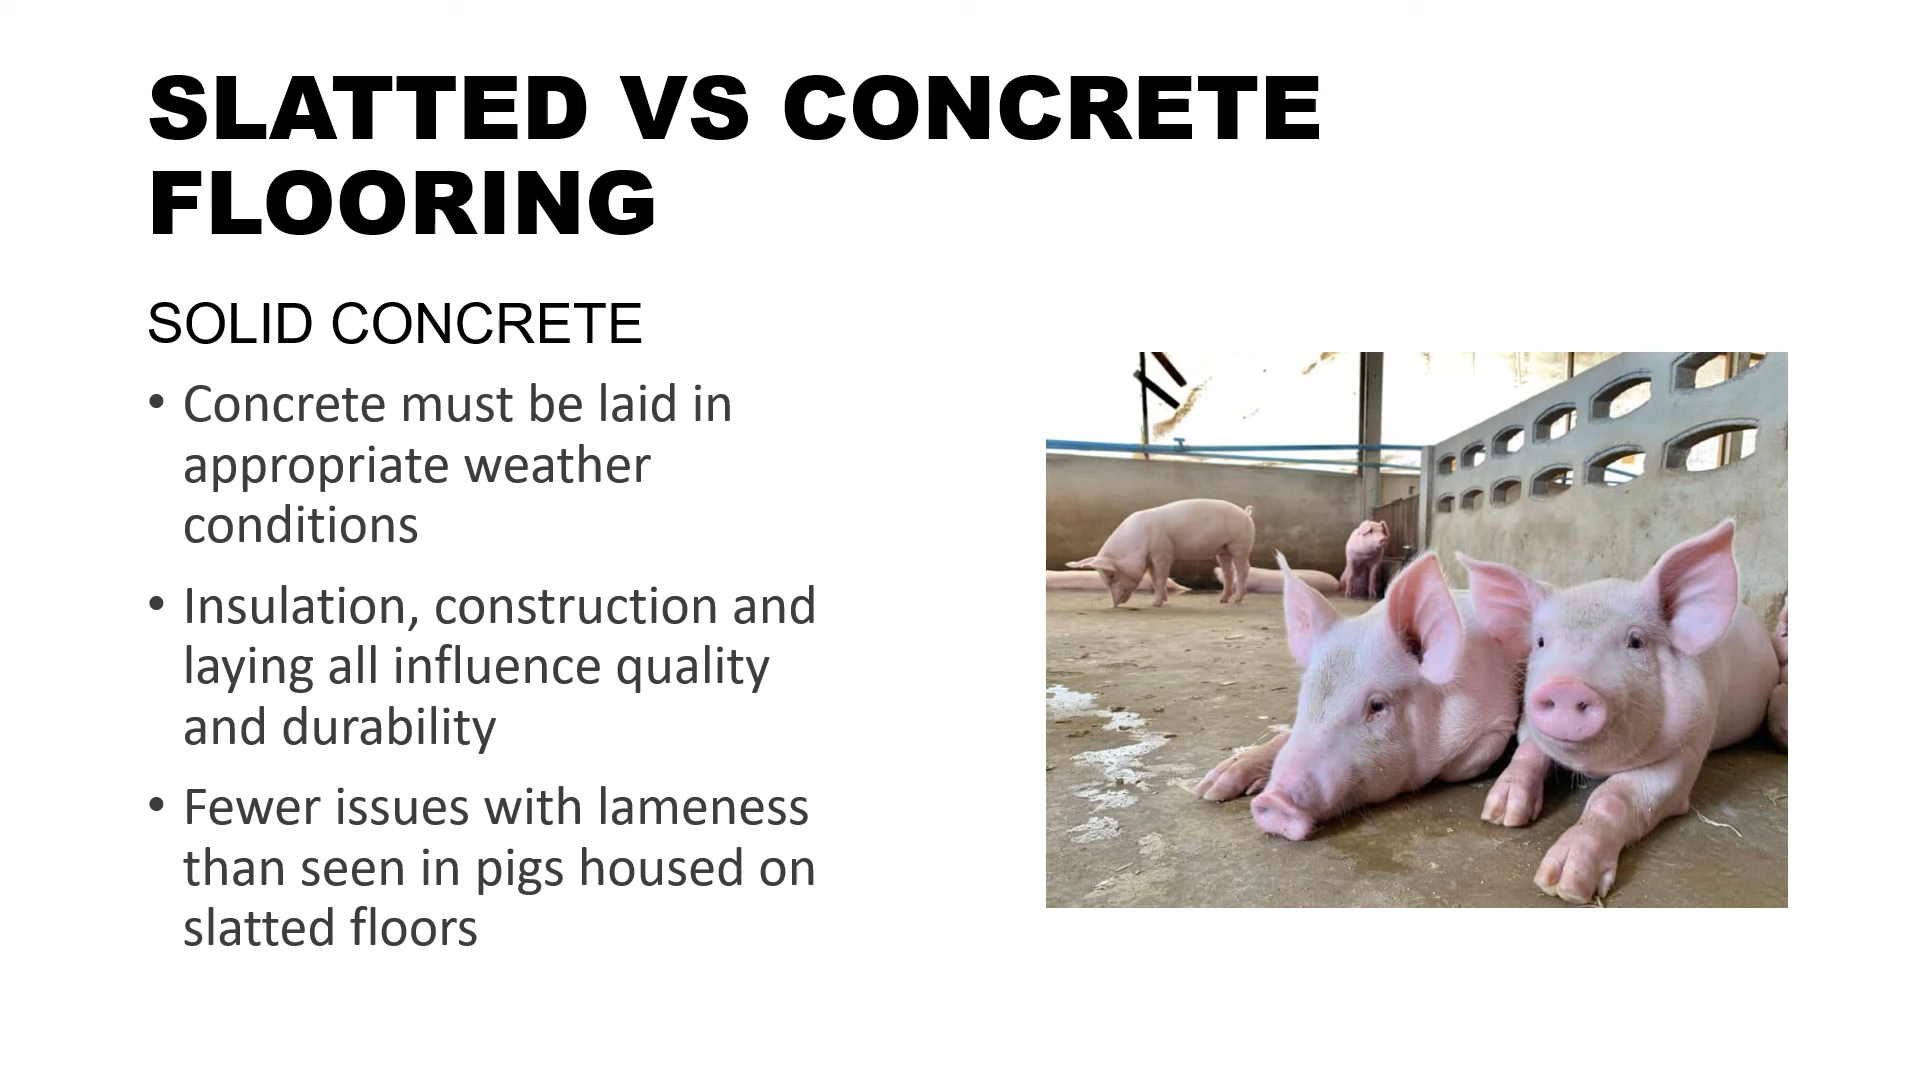 SLATTED VS CONCRETE
FLOORING
SOLID CONCRETE
• Concrete must be laid in
appropriate weather
conditions
• Insulation, construction and
laying all influence quality
and durability
• Fewer issues with lameness
than seen in pigs housed on
slatted floors